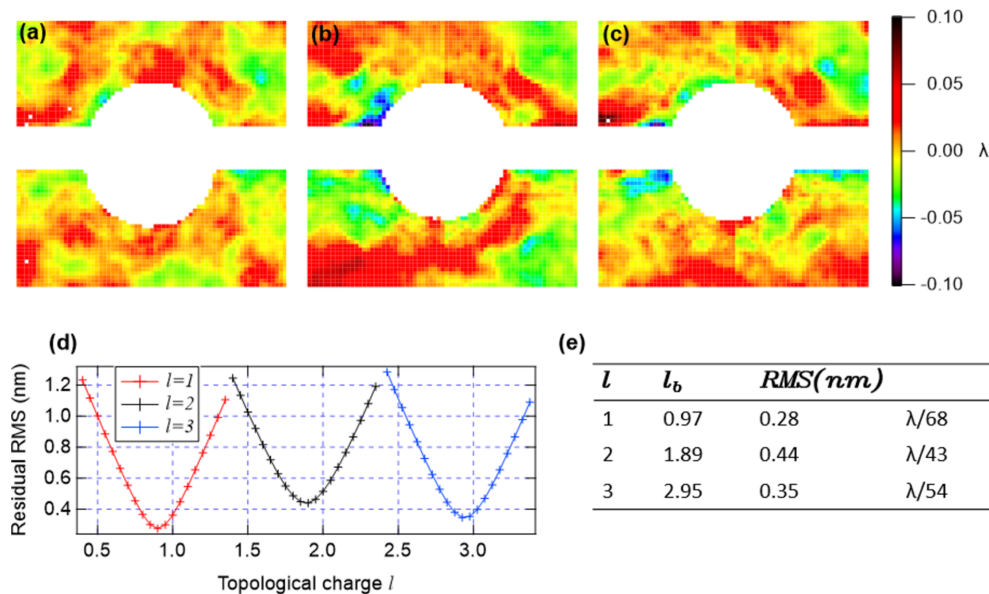 (a) (b) (c)
0.10
0.05
0.00 λ
-0.05
-0.10
(d)
Residual RMS (nm)
1.2
1.0
0.8
0.6
0.4
l=1
l=2
l=3
0.5 1.0 1.5 2.0 2.5 3.0
Topological charge l
(e)
l l_b RMS(nm)
1 0.97 0.28 λ/68
2 1.89 0.44 λ/43
3 2.95 0.35 λ/54